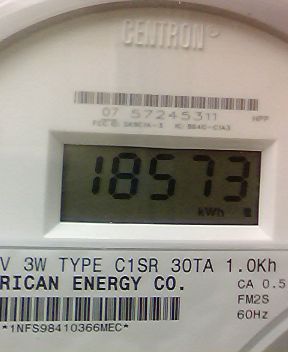 CENTRON®
07 57245311
HPP
18573
kWh
V 3W TYPE C1SR 30TA 1.0Kh
RICAN ENERGY CO.
CA 0.5
FM2S
60Hz
*1NFS98410366MEC*